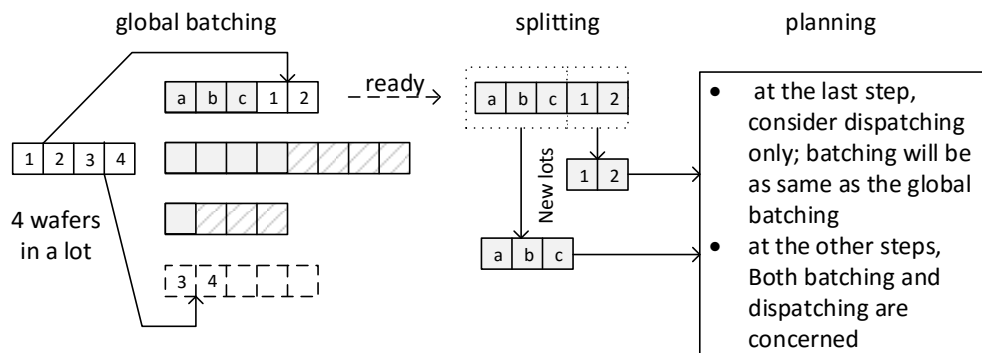 global batching
splitting
planning
a b c 1 2
ready
a b c 1 2
1 2 3 4
1 2
4 wafers
in a lot
New lots
a b c
3 4
• at the last step,
consider dispatching
only; batching will be
as same as the global
batching
• at the other steps,
Both batching and
dispatching are
concerned